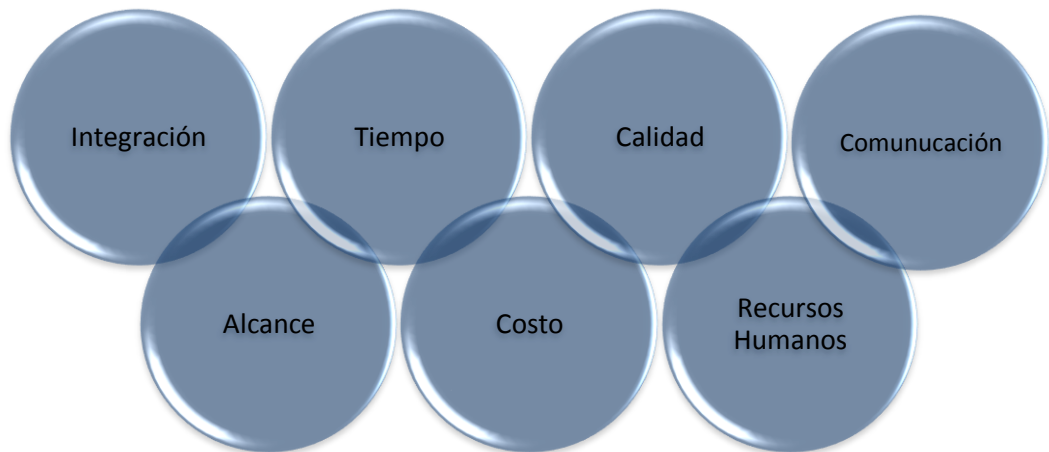 Integración
Tiempo
Calidad
Comunucación
Alcance
Costo
Recursos
Humanos